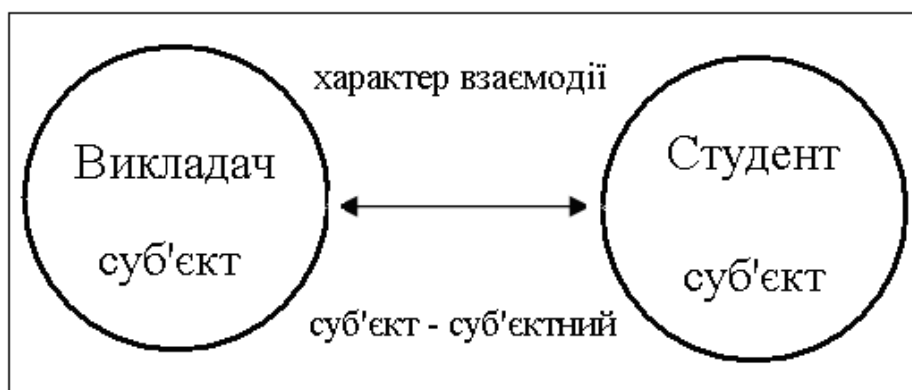 характер взаємодії
Викладач
суб'єкт
Студент
суб'єкт
суб'єкт - суб'єктний